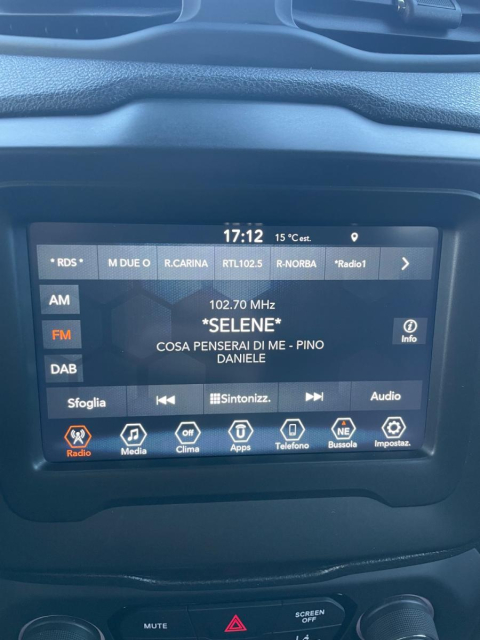 17:12 15 °C est.
* RDS * M DUE O R.CARINA RTL102.5 R-NORBA *Radio1
AM
102.70 MHz
*SELENE*
FM
COSA PENSERAI DI ME - PINO
DANIELE
Info
DAB
Sfoglia Sintonizz. Audio
Off NE
Radio Media Clima Apps Telefono Bussola Impostaz.
MUTE SCREEN
OFF